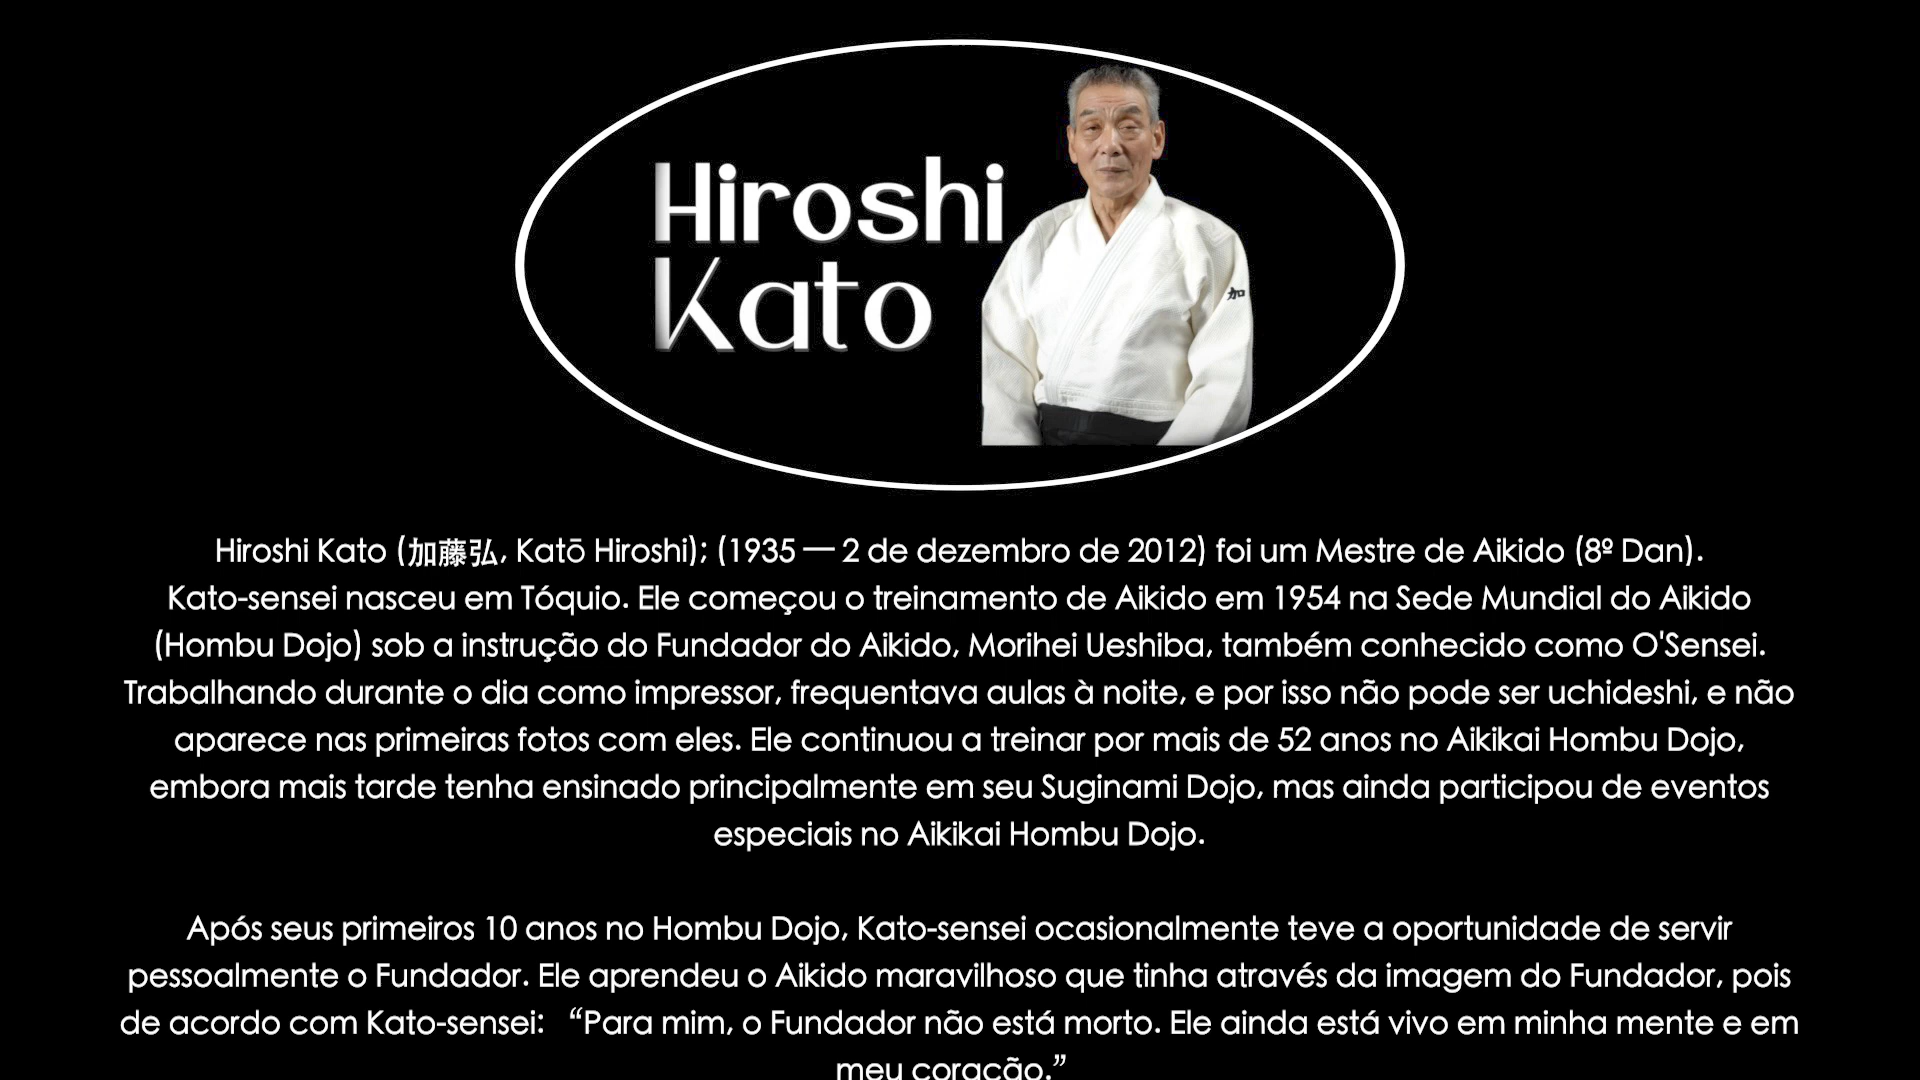 Hiroshi
Kato
加
Hiroshi Kato (加藤弘, Katō Hiroshi); (1935 — 2 de dezembro de 2012) foi um Mestre de Aikido (8º Dan).
Kato-sensei nasceu em Tóquio. Ele começou o treinamento de Aikido em 1954 na Sede Mundial do Aikido
(Hombu Dojo) sob a instrução do Fundador do Aikido, Morihei Ueshiba, também conhecido como O'Sensei.
Trabalhando durante o dia como impressor, frequentava aulas à noite, e por isso não pode ser uchideshi, e não
aparece nas primeiras fotos com eles. Ele continuou a treinar por mais de 52 anos no Aikikai Hombu Dojo,
embora mais tarde tenha ensinado principalmente em seu Suginami Dojo, mas ainda participou de eventos
especiais no Aikikai Hombu Dojo.
Após seus primeiros 10 anos no Hombu Dojo, Kato-sensei ocasionalmente teve a oportunidade de servir
pessoalmente o Fundador. Ele aprendeu o Aikido maravilhoso que tinha através da imagem do Fundador, pois
de acordo com Kato-sensei: “Para mim, o Fundador não está morto. Ele ainda está vivo em minha mente e em
meu coração.”